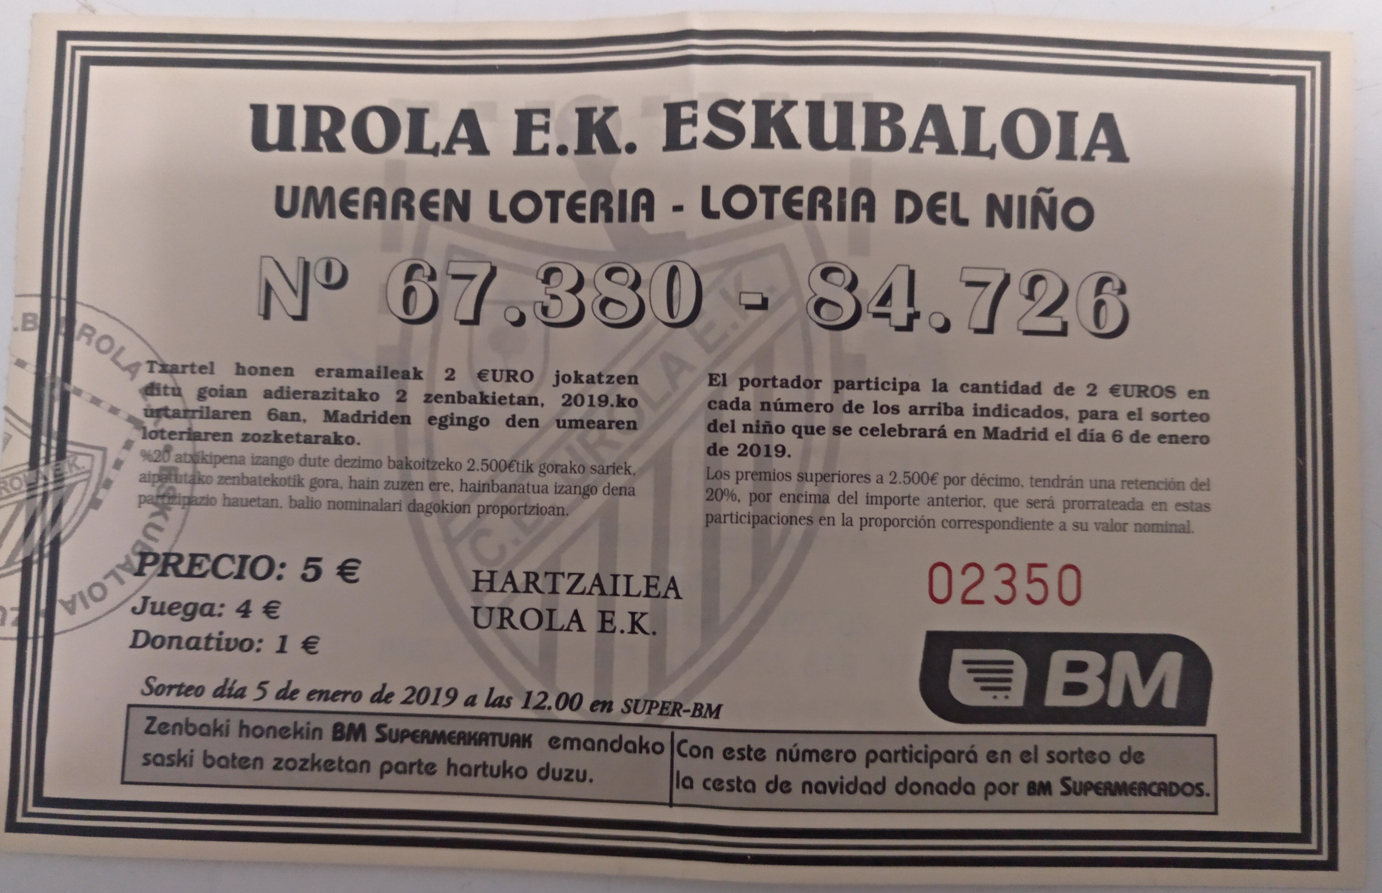 UROLA E.K. ESKUBALOIA
UMEAREN LOTERIA - LOTERIA DEL NIÑO
Nº 67.380 - 84.726
Txartel honen eramaileak 2 €URO jokatzen
ditu goian adierazitako 2 zenbakietan, 2019.ko
urtarrilaren 6an, Madriden egingo den umearen
loteriaren zozketarako.
%20 atxikipena izango dute dezimo bakoitzeko 2.500€tik gorako sariek,
aipatutako zenbatekotik gora, hain zuzen ere, hainbanatua izango dena
partizipazio hauetan, balio nominalari dagokion proportzioan.
El portador participa la cantidad de 2 €UROS en
cada número de los arriba indicados, para el sorteo
del niño que se celebrará en Madrid el día 6 de enero
de 2019.
Los premios superiores a 2.500€ por décimo, tendrán una retención del
20%, por encima del importe anterior, que será prorrateada en estas
participaciones en la proporción correspondiente a su valor nominal.
PRECIO: 5 €
Juega: 4 €
Donativo: 1 €
HARTZAILEA
UROLA E.K.
02350
BM
Sorteo día 5 de enero de 2019 a las 12.00 en SUPER-BM
Zenbaki honekin BM SUPERMERKATUAK emandako
saski baten zozketan parte hartuko duzu.
Con este número participará en el sorteo de
la cesta de navidad donada por BM SUPERMERCADOS.
C.D. UROLA E.K.
UROLA
ESKUBALOIA